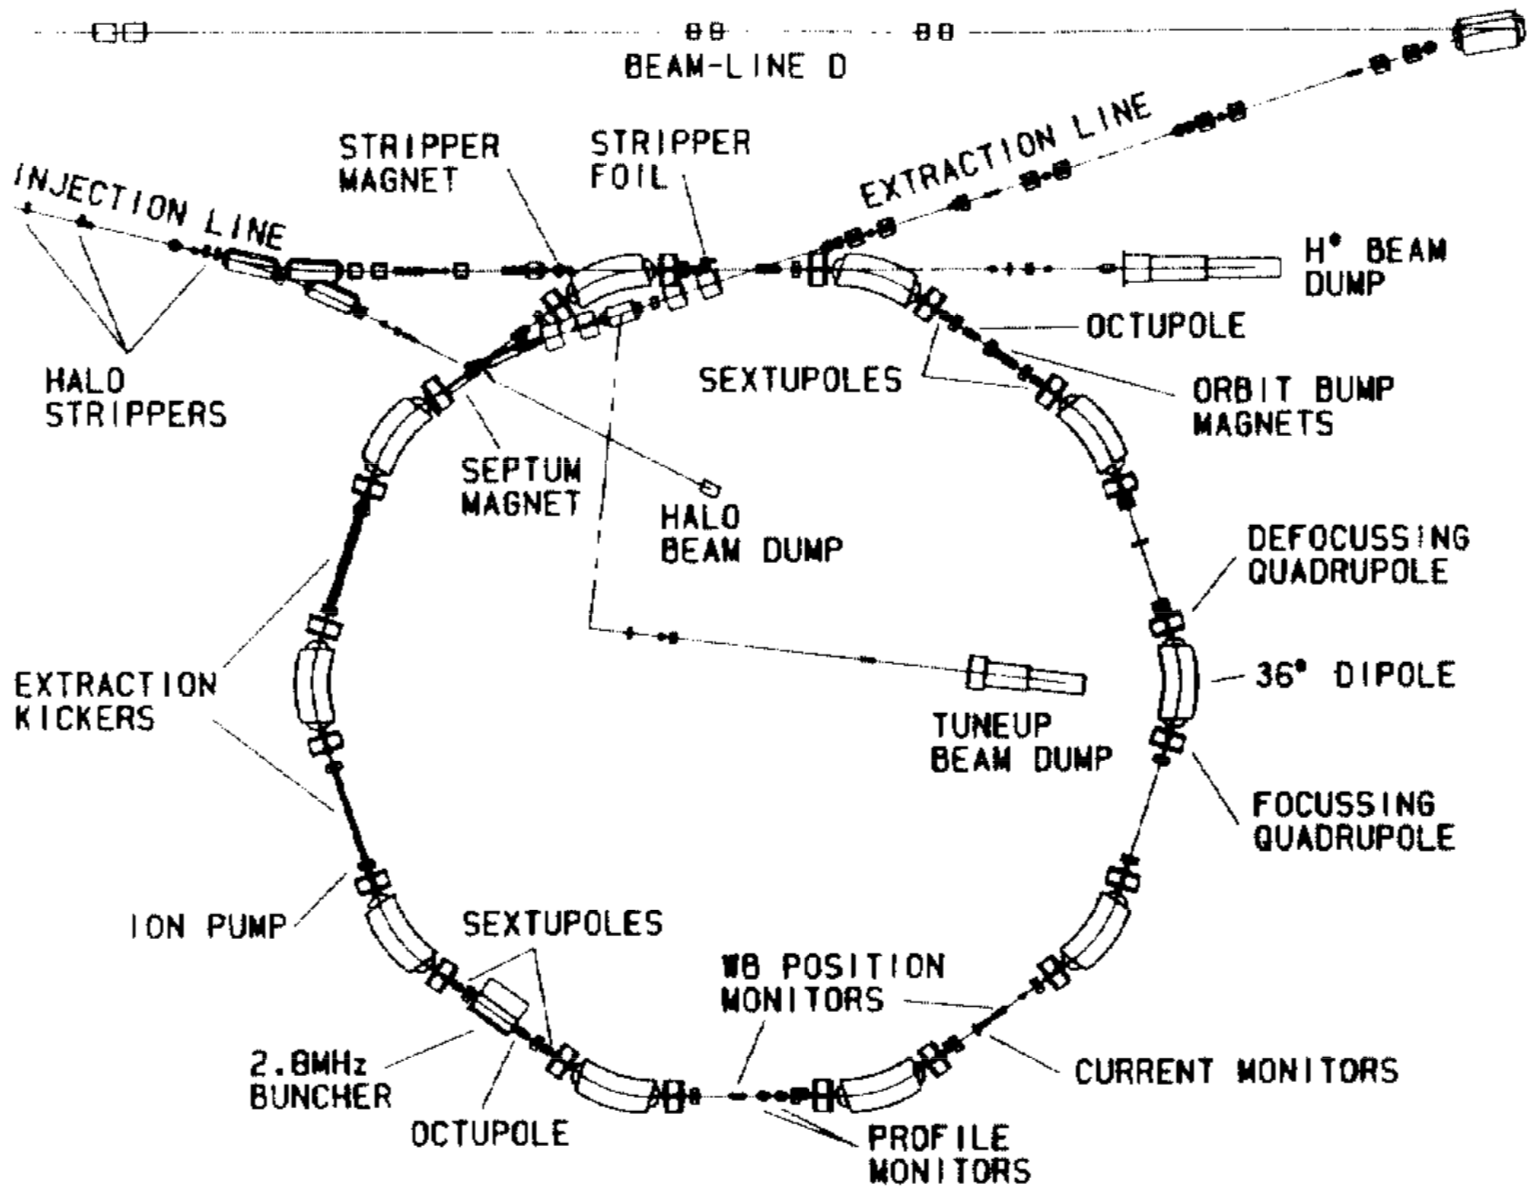 BEAM-LINE D
STRIPPER
MAGNET
STRIPPER
FOIL
EXTRACTION LINE
INJECTION LINE
H° BEAM
DUMP
OCTUPOLE
SEXTUPOLES
ORBIT BUMP
MAGNETS
HALO
STRIPPERS
SEPTUM
MAGNET
HALO
BEAM DUMP
DEFOCUSSING
QUADRUPOLE
EXTRACTION
KICKERS
36° DIPOLE
TUNEUP
BEAM DUMP
FOCUSSING
QUADRUPOLE
ION PUMP
SEXTUPOLES
WB POSITION
MONITORS
2.8MHz
BUNCHER
CURRENT MONITORS
OCTUPOLE
PROFILE
MONITORS